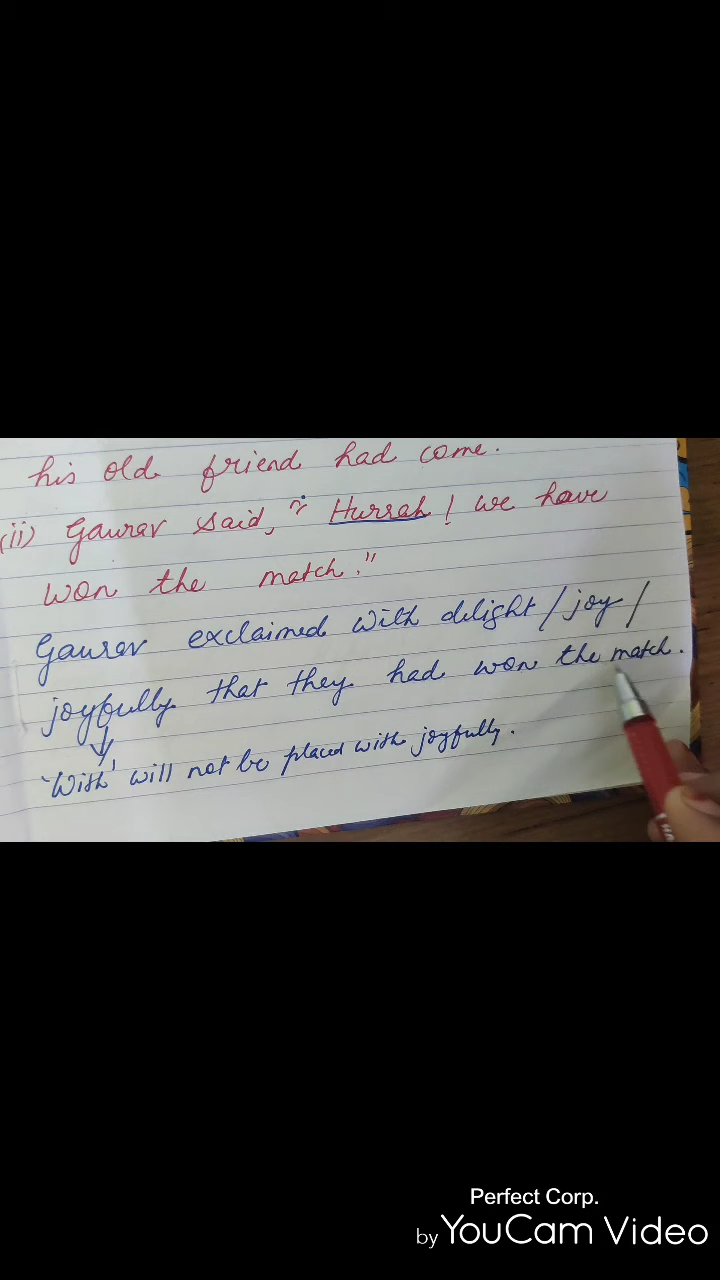 his old friend had come.
(ii) Gaurav said, "Hurrah! We have
won the match."
Gaurav exclaimed with delight/joy/
joyfully that they had won the match.
'With' will not be placed with joyfully.
Perfect Corp.
by YouCam Video